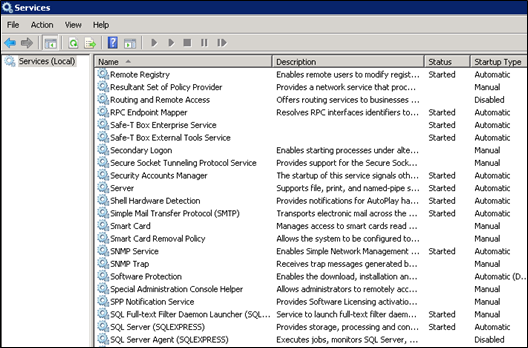 Services
File Action View Help
Services (Local)
Name Description Status Startup Type
Remote Registry Enables remote users to modify regist... Started Automatic
Resultant Set of Policy Provider Provides a network service that proc... Manual
Routing and Remote Access Offers routing services to businesses ... Disabled
RPC Endpoint Mapper Resolves RPC interfaces identifiers to... Started Automatic
Safe-T Box Enterprise Service Started Automatic
Safe-T Box External Tools Service Started Automatic
Secondary Logon Enables starting processes under alte... Manual
Secure Socket Tunneling Protocol Service Provides support for the Secure Sock... Manual
Security Accounts Manager The startup of this service signals oth... Started Automatic
Server Supports file, print, and named-pipe s... Started Automatic
Shell Hardware Detection Provides notifications for AutoPlay ha... Started Automatic
Simple Mail Transfer Protocol (SMTP) Transports electronic mail across the ... Started Automatic
Smart Card Manages access to smart cards read ... Manual
Smart Card Removal Policy Allows the system to be configured to... Manual
SNMP Service Enables Simple Network Management ... Started Automatic
SNMP Trap Receives trap messages generated b... Manual
Software Protection Enables the download, installation an... Automatic (D...
Special Administration Console Helper Allows administrators to remotely acc... Manual
SPP Notification Service Provides Software Licensing activatio... Manual
SQL Full-text Filter Daemon Launcher (SQ... Service to launch full-text filter daem... Started Manual
SQL Server (SQLEXPRESS) Provides storage, processing and con... Started Automatic
SQL Server Agent (SQLEXPRESS) Executes jobs, monitors SQL Server, ... Disabled